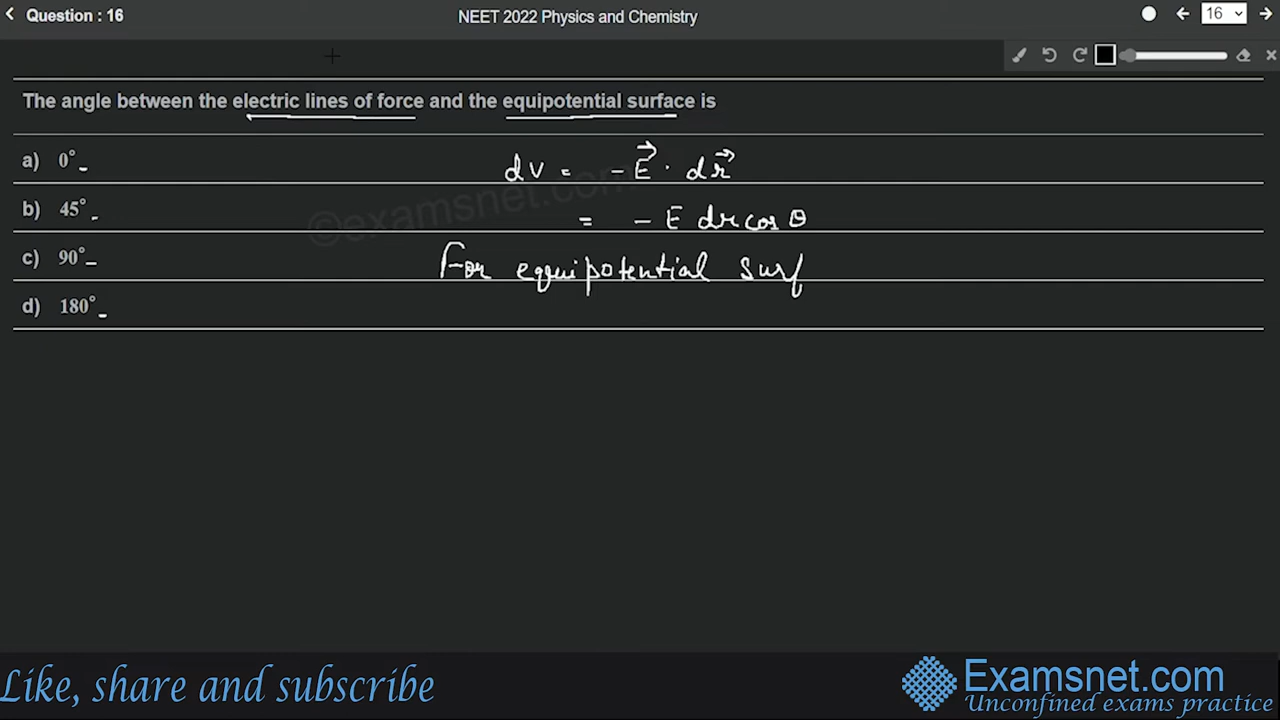 Question : 16
NEET 2022 Physics and Chemistry
16
The angle between the electric lines of force and the equipotential surface is
a) 0°
b) 45°
c) 90°
d) 180°
dv = - E⃗ · dr⃗
= - E dr cos θ
For equipotential surf
©examsnet.com
Like, share and subscribe
Examsnet.com
Unconfined exams practice